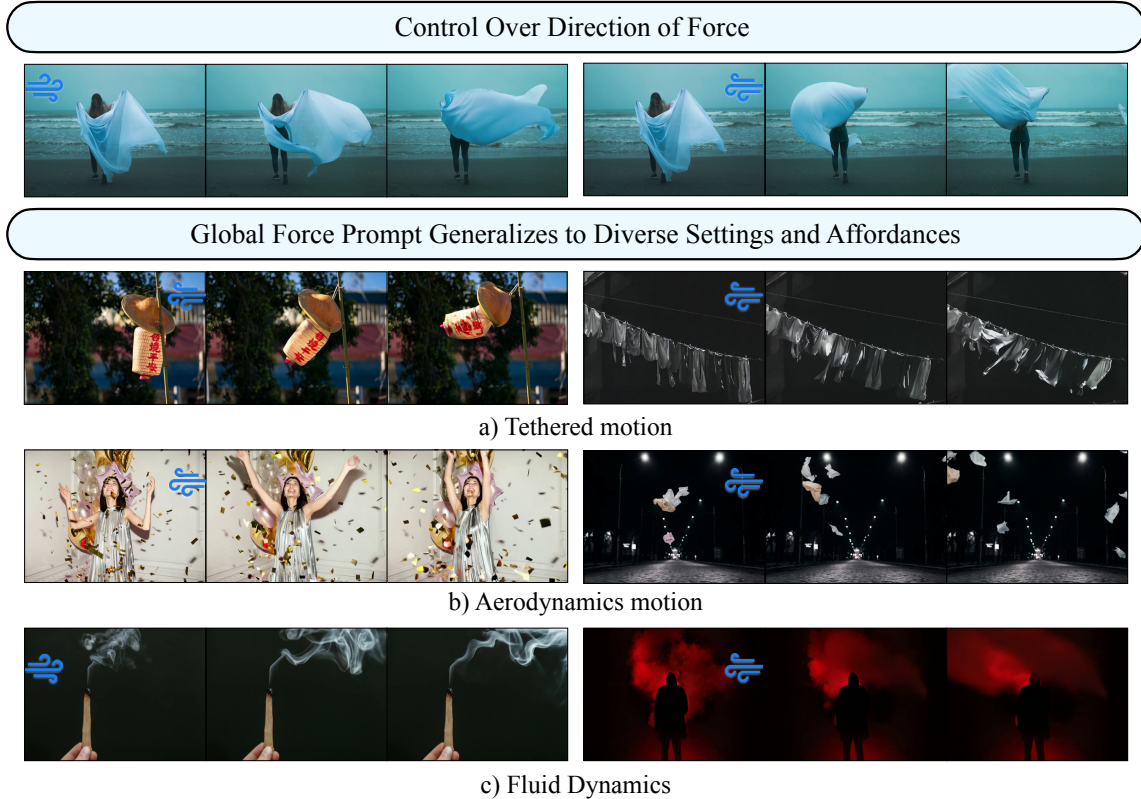 Control Over Direction of Force
Global Force Prompt Generalizes to Diverse Settings and Affordances
a) Tethered motion
b) Aerodynamics motion
c) Fluid Dynamics